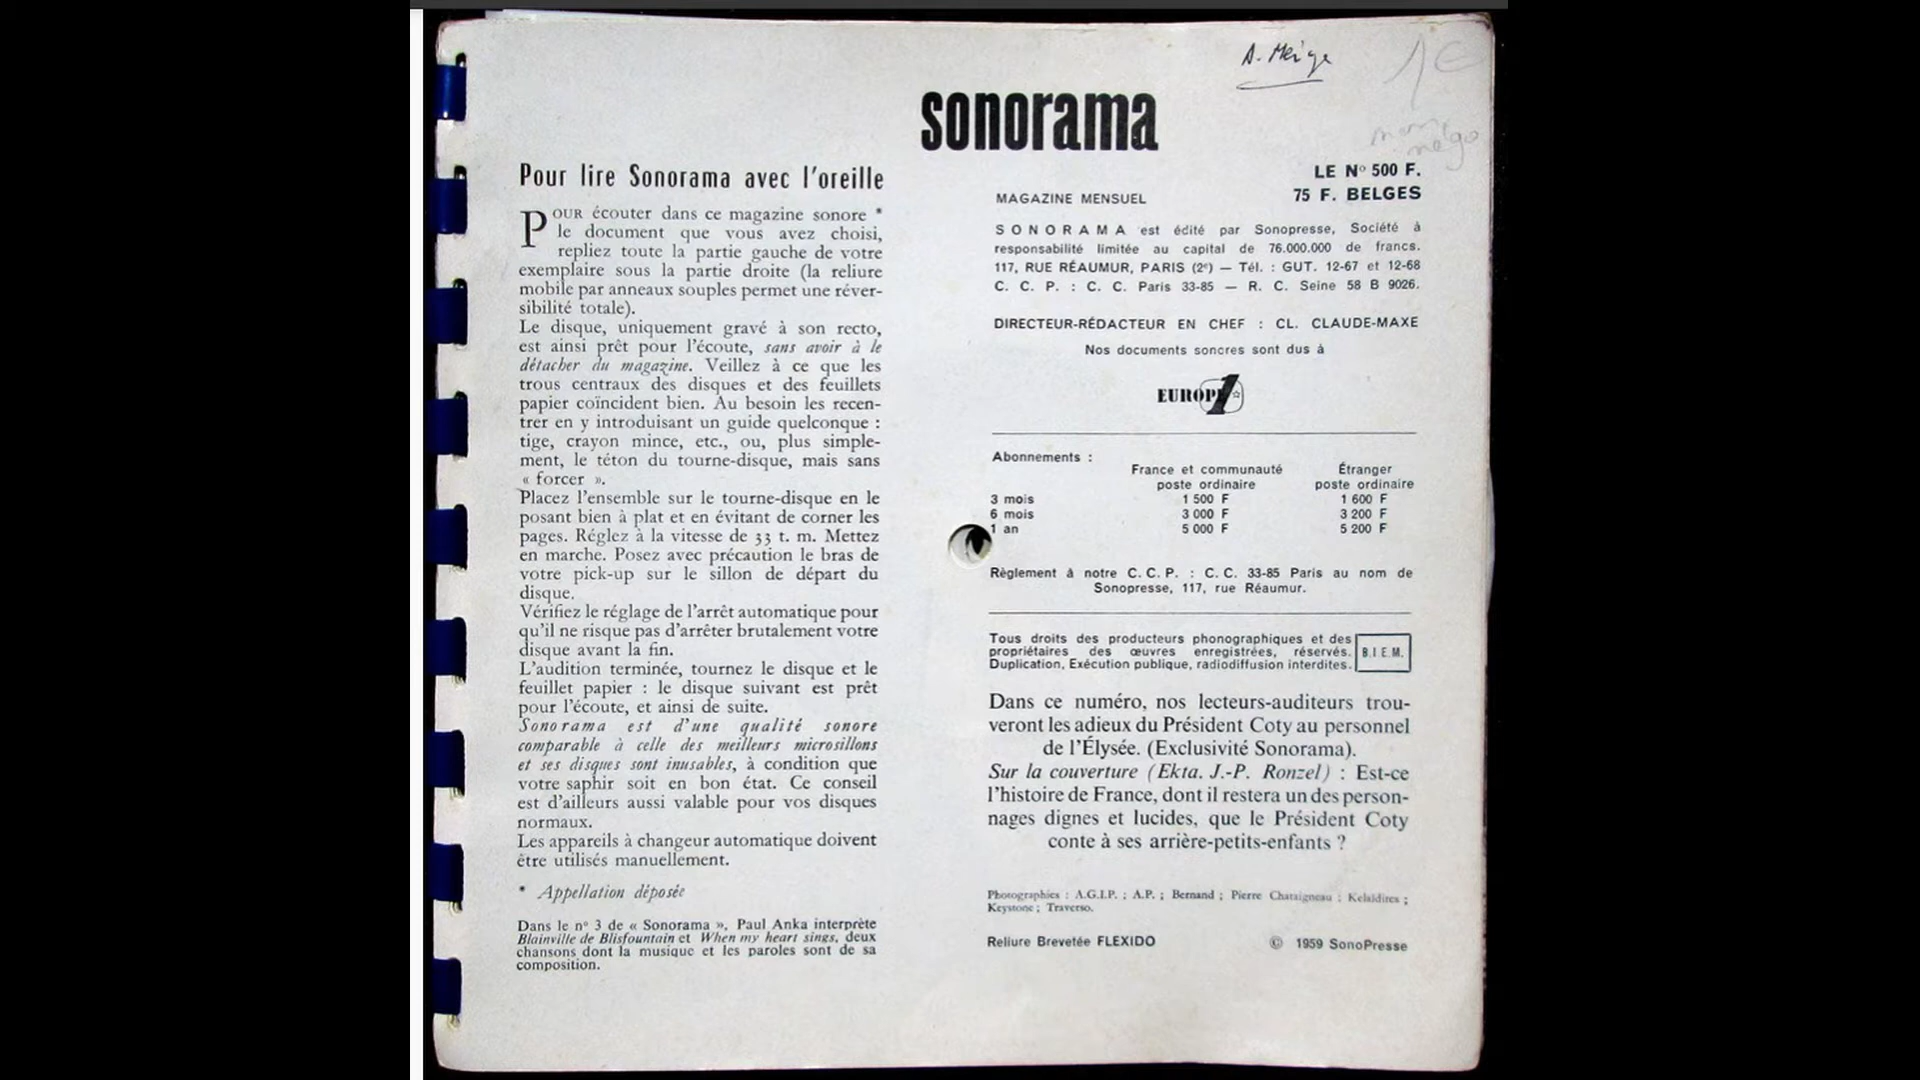 A. Meige
1€
sonorama
Pour lire Sonorama avec l'oreille
POUR écouter dans ce magazine sonore *
le document que vous avez choisi,
repliez toute la partie gauche de votre
exemplaire sous la partie droite (la reliure
mobile par anneaux souples permet une réver-
sibilité totale).
Le disque, uniquement gravé à son recto,
est ainsi prêt pour l'écoute, sans avoir à le
détacher du magazine. Veillez à ce que les
trous centraux des disques et des feuillets
papier coïncident bien. Au besoin les recen-
trer en y introduisant un guide quelconque :
tige, crayon mince, etc., ou, plus simple-
ment, le téton du tourne-disque, mais sans
« forcer ».
Placez l'ensemble sur le tourne-disque en le
posant bien à plat et en évitant de corner les
pages. Réglez à la vitesse de 33 t. m. Mettez
en marche. Posez avec précaution le bras de
votre pick-up sur le sillon de départ du
disque.
Vérifiez le réglage de l'arrêt automatique pour
qu'il ne risque pas d'arrêter brutalement votre
disque avant la fin.
L'audition terminée, tournez le disque et le
feuillet papier : le disque suivant est prêt
pour l'écoute, et ainsi de suite.
Sonorama est d'une qualité sonore
comparable à celle des meilleurs microsillons
et ses disques sont inusables, à condition que
votre saphir soit en bon état. Ce conseil
est d'ailleurs aussi valable pour vos disques
normaux.
Les appareils à changeur automatique doivent
être utilisés manuellement.
* Appellation déposée
Dans le nº 3 de « Sonorama », Paul Anka interprète
Blainville de Blisfountain et When my heart sings, deux
chansons dont la musique et les paroles sont de sa
composition.
LE Nº 500 F.
MAGAZINE MENSUEL 75 F. BELGES
SONORAMA est édité par Sonopresse, Société à
responsabilité limitée au capital de 76.000.000 de francs.
117, RUE RÉAUMUR, PARIS (2e) — Tél. : GUT. 12-67 et 12-68
C. C. P. : C. C. Paris 33-85 — R. C. Seine 58 B 9026.
DIRECTEUR-RÉDACTEUR EN CHEF : CL. CLAUDE-MAXE
Nos documents sonores sont dus à
EUROPE 1
Abonnements :
France et communauté Étranger
poste ordinaire poste ordinaire
3 mois 1 500 F 1 600 F
6 mois 3 000 F 3 200 F
1 an 5 000 F 5 200 F
Règlement à notre C. C. P. : C. C. 33-85 Paris au nom de
Sonopresse, 117, rue Réaumur.
Tous droits des producteurs phonographiques et des
propriétaires des œuvres enregistrées, réservés.
Duplication, Exécution publique, radiodiffusion interdites.
B.I.E.M.
Dans ce numéro, nos lecteurs-auditeurs trou-
veront les adieux du Président Coty au personnel
de l'Élysée. (Exclusivité Sonorama).
Sur la couverture (Ekta. J.-P. Ronzel) : Est-ce
l'histoire de France, dont il restera un des person-
nages dignes et lucides, que le Président Coty
conte à ses arrière-petits-enfants ?
Photographies : A.G.I.P. ; A.P. ; Bernand ; Pierre Chataigneau ; Kelaidites ;
Keystone ; Traverso.
Reliure Brevetée FLEXIDO © 1959 SonoPresse